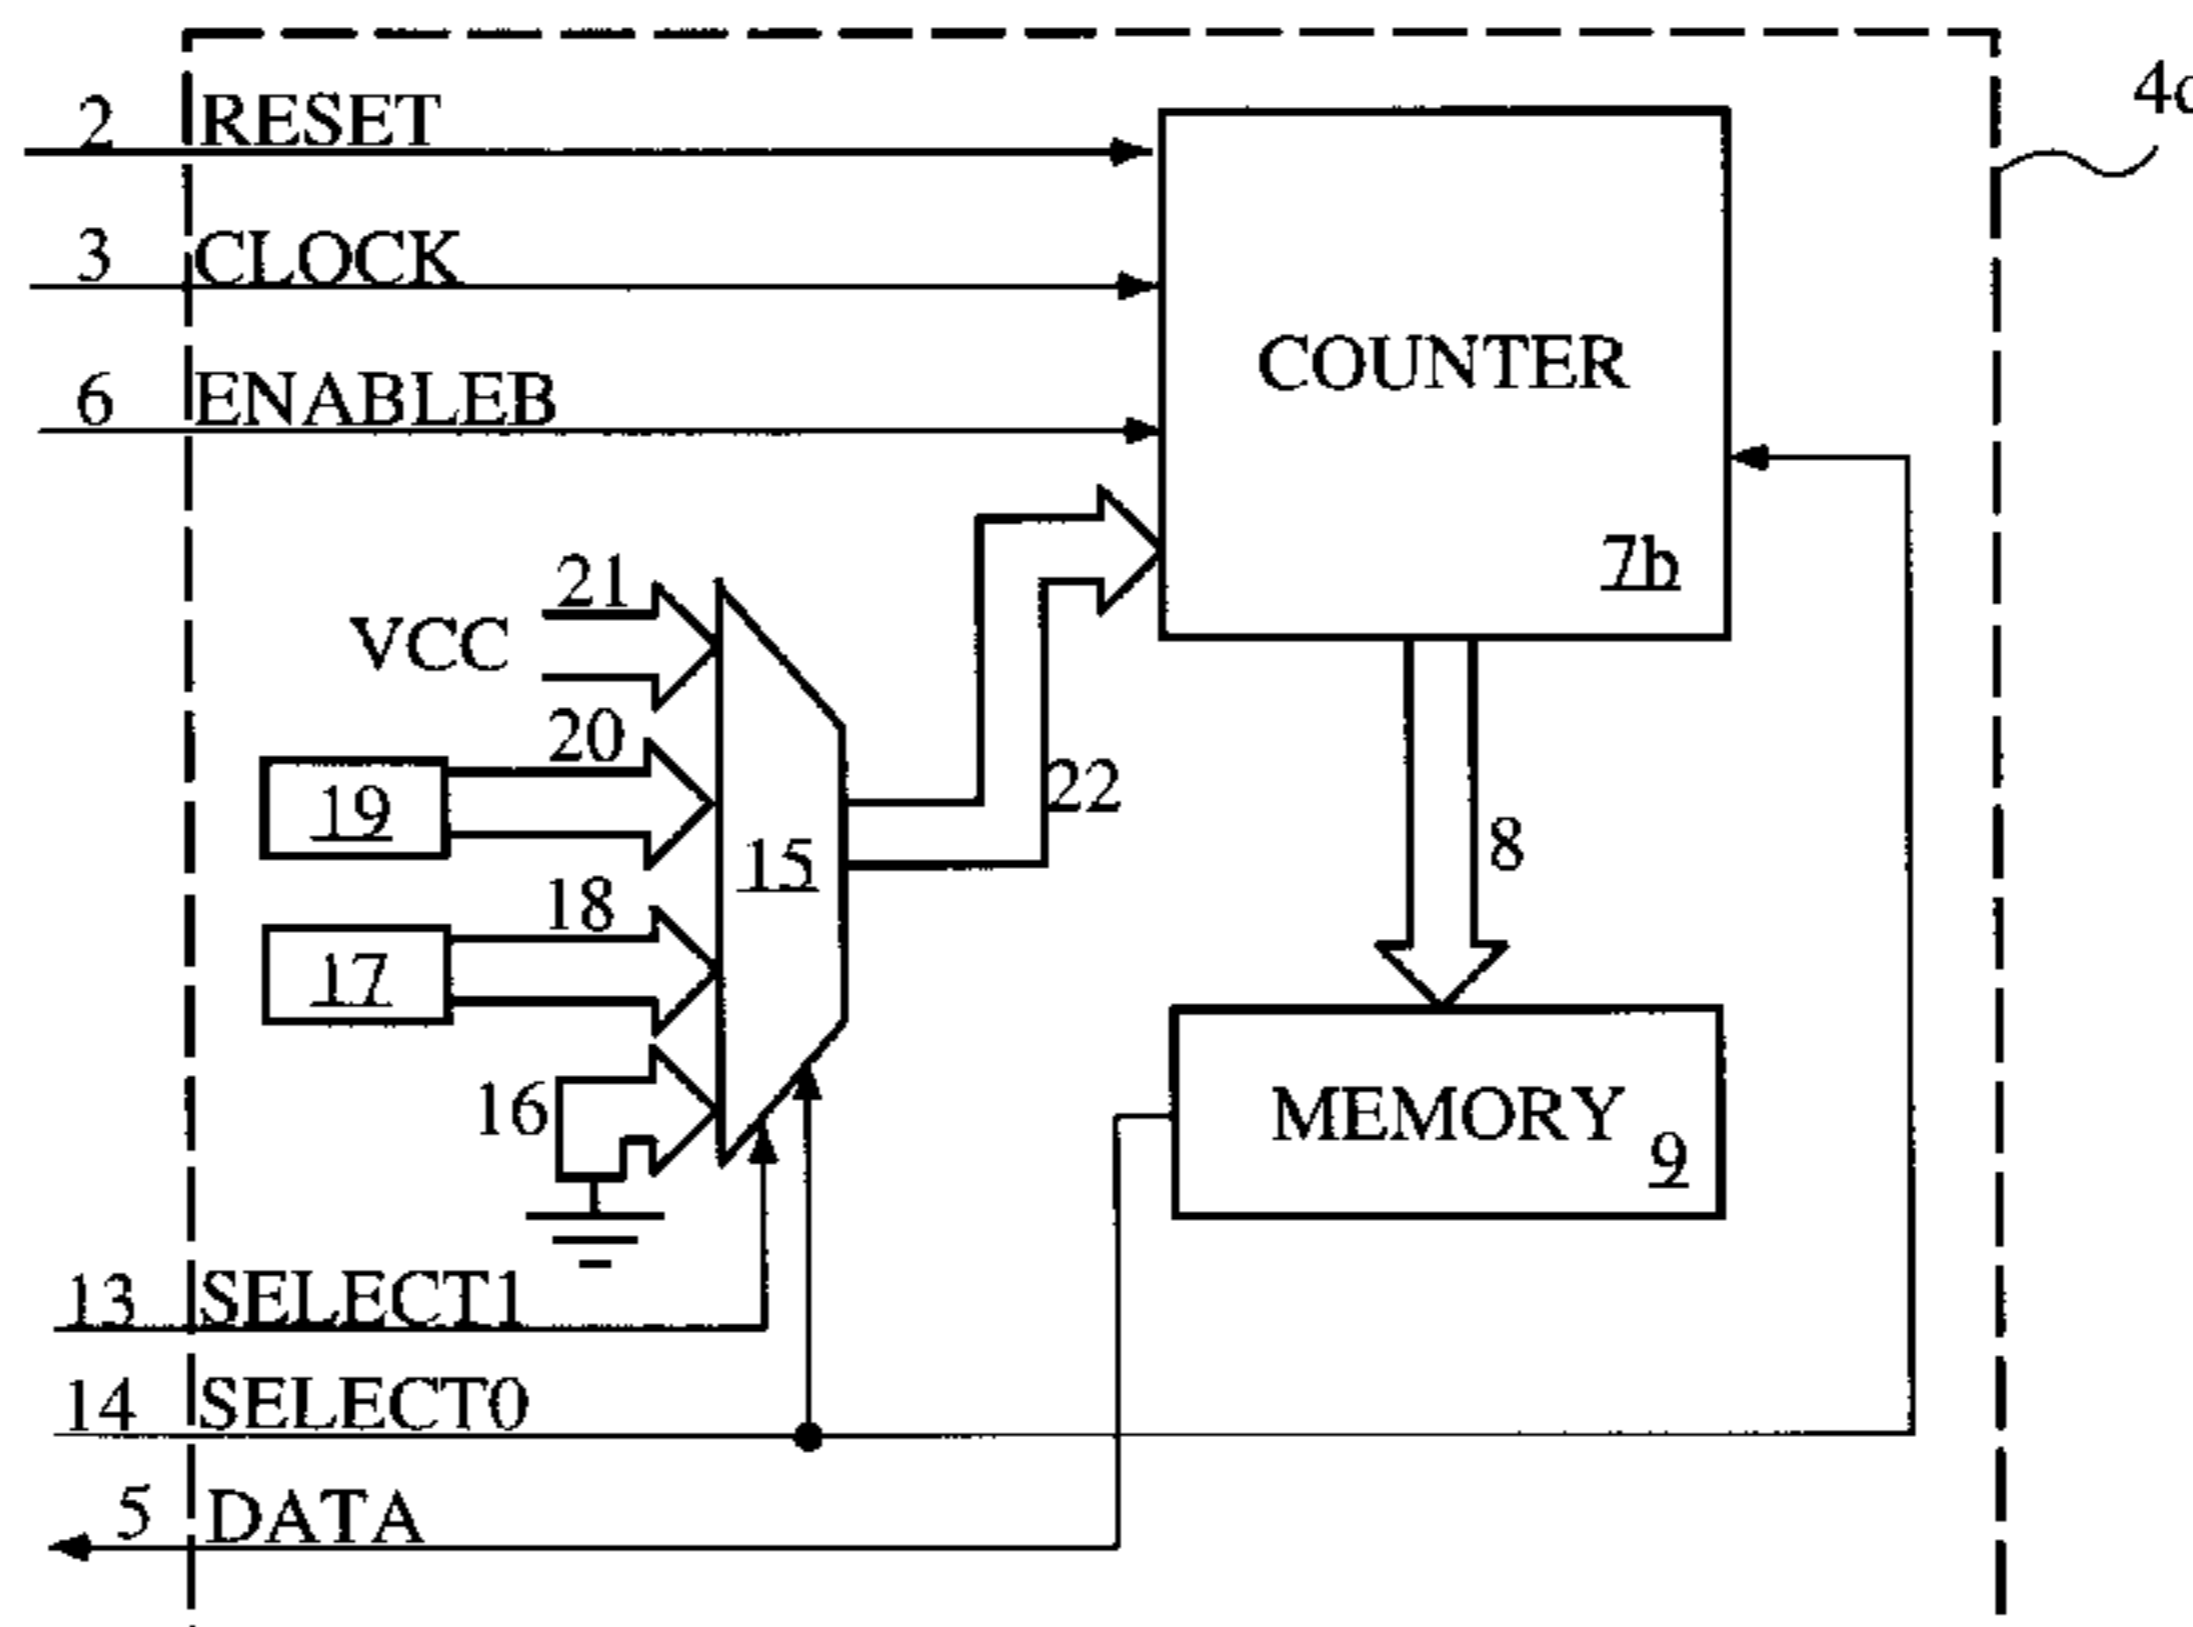 2 RESET
4
3 CLOCK
COUNTER
6 ENABLEB
7b
21
VCC
20
19
22
15
8
18
17
16
MEMORY
9
13 SELECT1
14 SELECT0
5 DATA